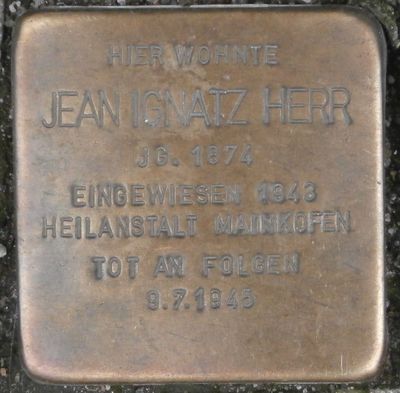 HIER WOHNTE
JEAN IGNATZ HERR
JG. 1874
EINGEWIESEN 1943
HEILANSTALT MAINKOFEN
TOT AN FOLGEN
9.7.1945